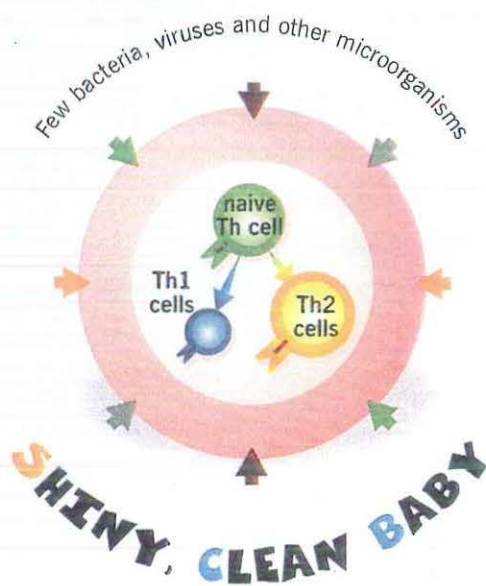 Few bacteria, viruses and other microorganisms
naive
Th cell
Th1
cells
Th2
cells
SHINY, CLEAN BABY